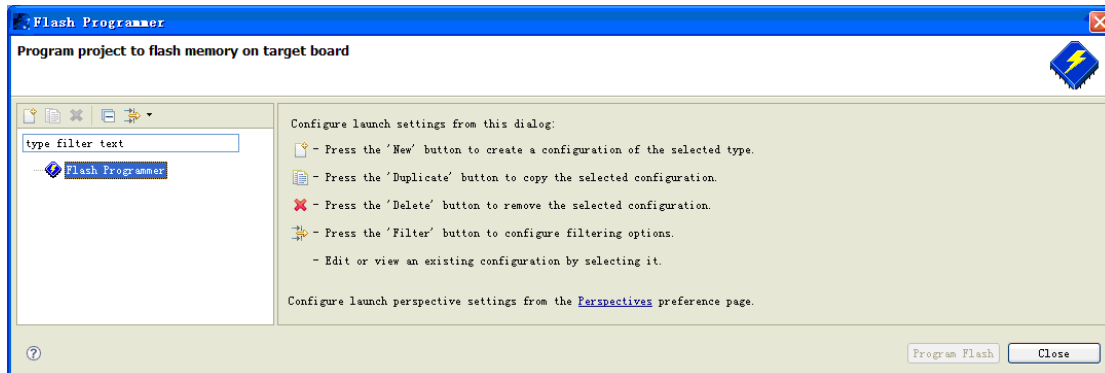 Flash Programmer
Program project to flash memory on target board
type filter text
Flash Programmer
Configure launch settings from this dialog:
- Press the 'New' button to create a configuration of the selected type.
- Press the 'Duplicate' button to copy the selected configuration.
- Press the 'Delete' button to remove the selected configuration.
- Press the 'Filter' button to configure filtering options.
- Edit or view an existing configuration by selecting it.
Configure launch perspective settings from the Perspectives preference page.
Program Flash
Close